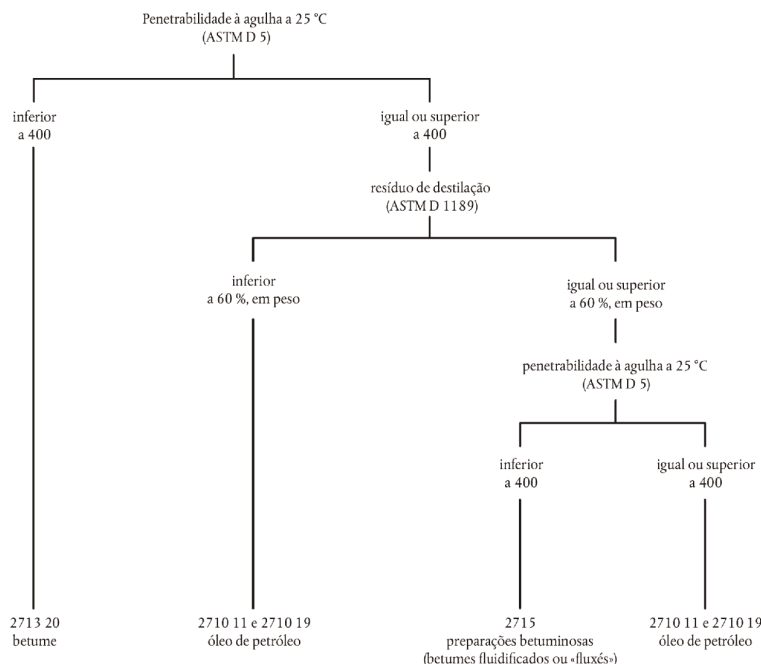 Penetrabilidade à agulha a 25 °C
(ASTM D 5)
inferior
a 400
igual ou superior
a 400
resíduo de destilação
(ASTM D 1189)
inferior
a 60 %, em peso
igual ou superior
a 60 %, em peso
penetrabilidade à agulha a 25 °C
(ASTM D 5)
inferior
a 400
igual ou superior
a 400
2713 20
betume
2710 11 e 2710 19
óleo de petróleo
2715
preparações betuminosas
(betumes fluidificados ou «fluxés»)
2710 11 e 2710 19
óleo de petróleo